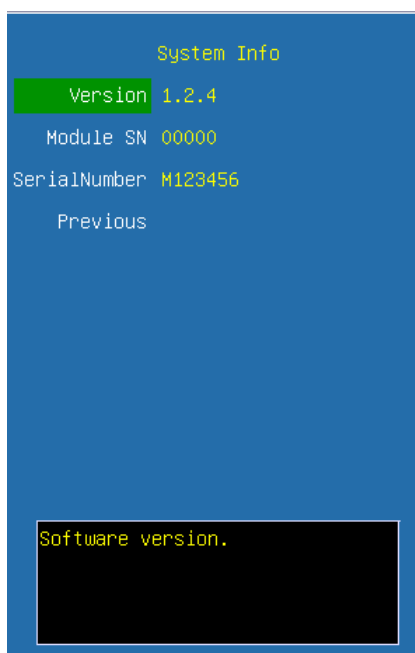 System Info
Version 1.2.4
Module SN 00000
SerialNumber M123456
Previous
Software version.